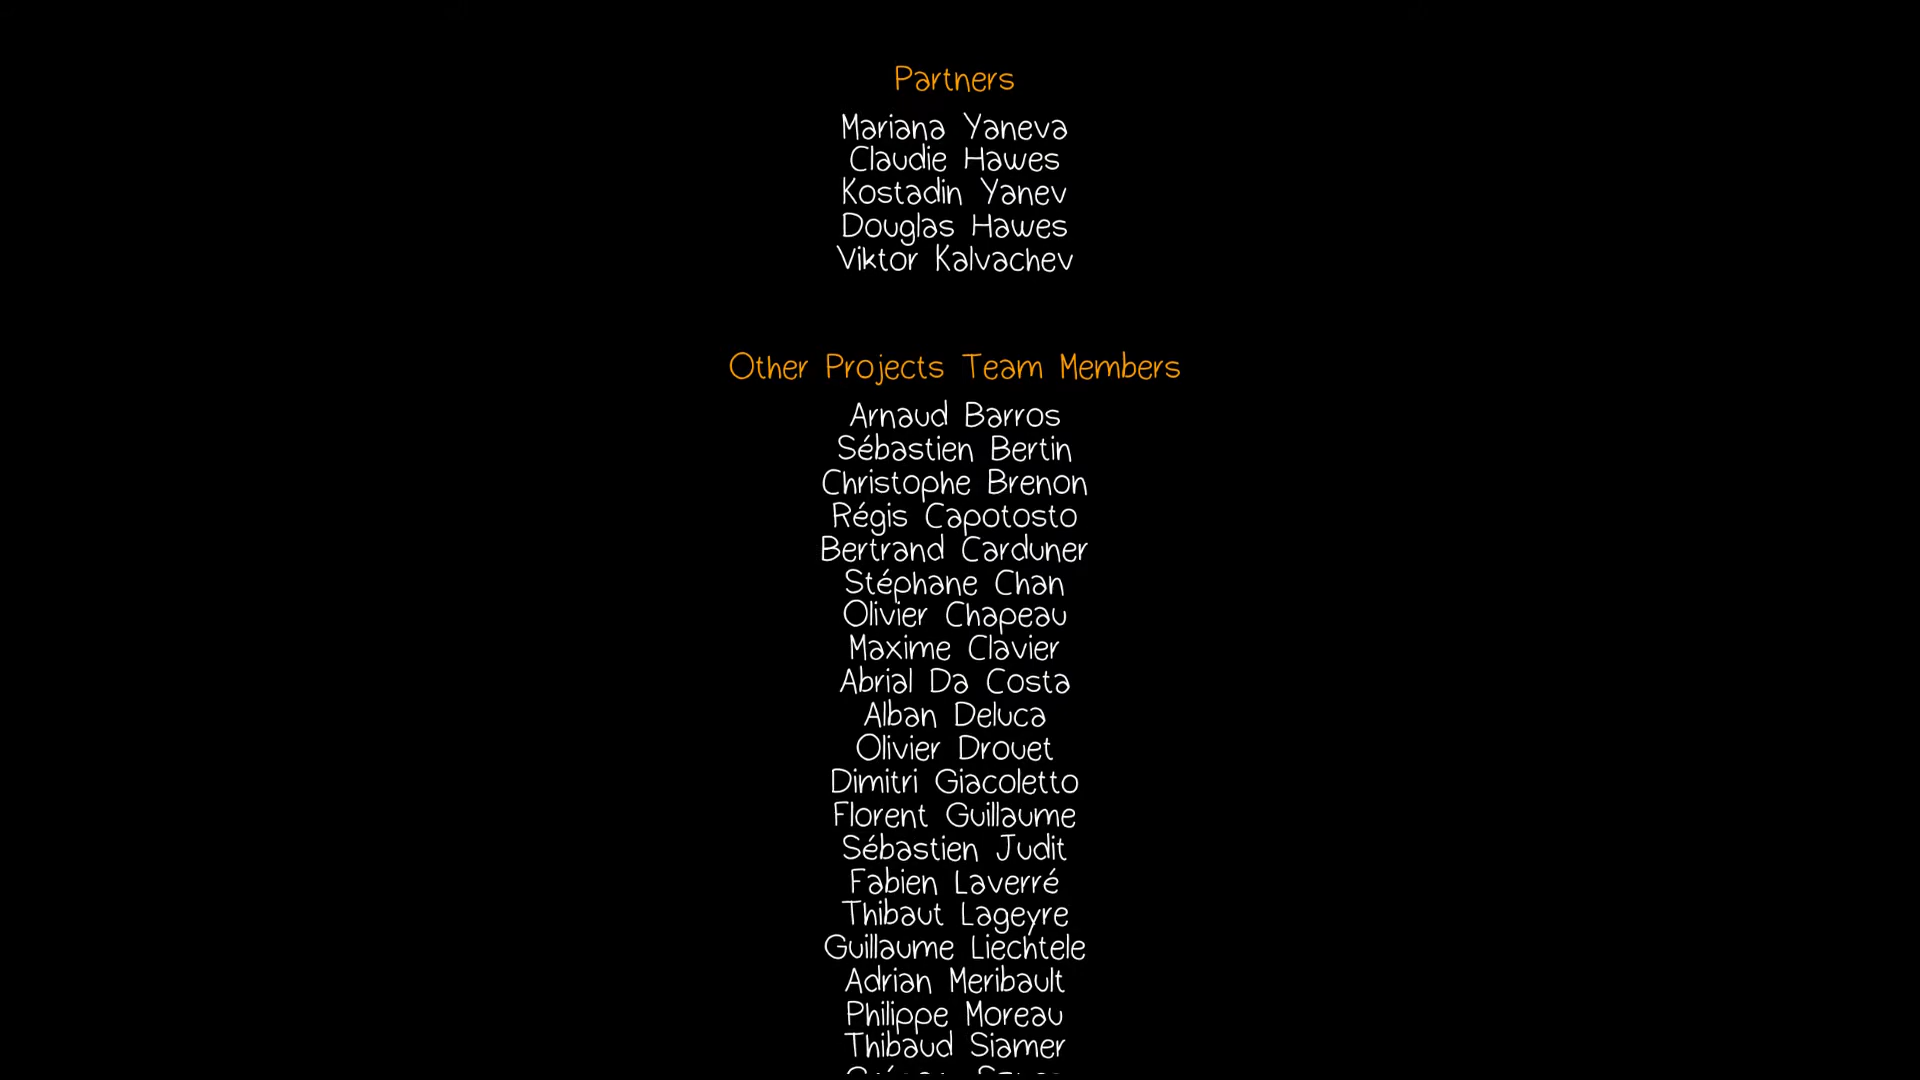 Partners
Mariana Yaneva
Claudie Hawes
Kostadin Yanev
Douglas Hawes
Viktor Kalvachev
Other Projects Team Members
Arnaud Barros
Sébastien Bertin
Christophe Brenon
Régis Capotosto
Bertrand Carduner
Stéphane Chan
Olivier Chapeau
Maxime Clavier
Abrial Da Costa
Alban Deluca
Olivier Drouet
Dimitri Giacoletto
Florent Guillaume
Sébastien Judit
Fabien Laverré
Thibaut Lageyre
Guillaume Liechtele
Adrian Meribault
Philippe Moreau
Thibaud Siamer